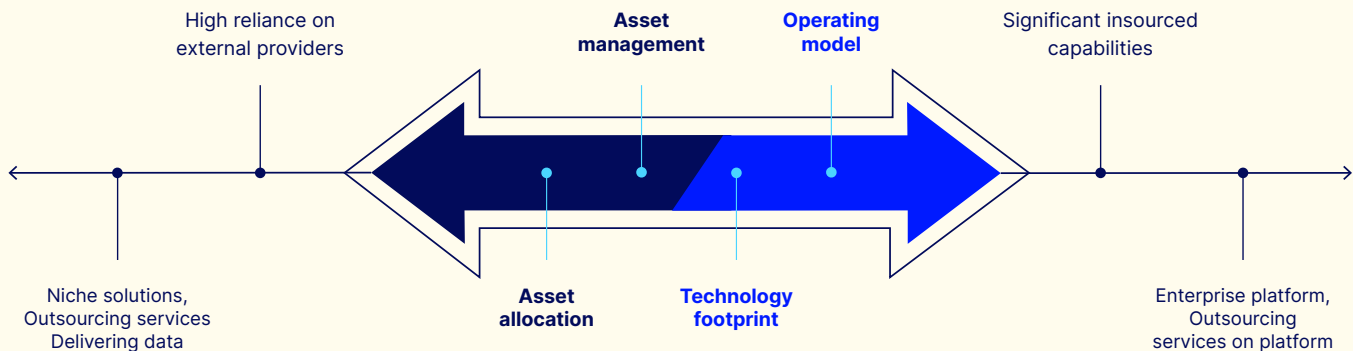 High reliance on
external providers
Asset
management
Operating
model
Significant insourced
capabilities
Niche solutions,
Outsourcing services
Delivering data
Asset
allocation
Technology
footprint
Enterprise platform,
Outsourcing
services on platform